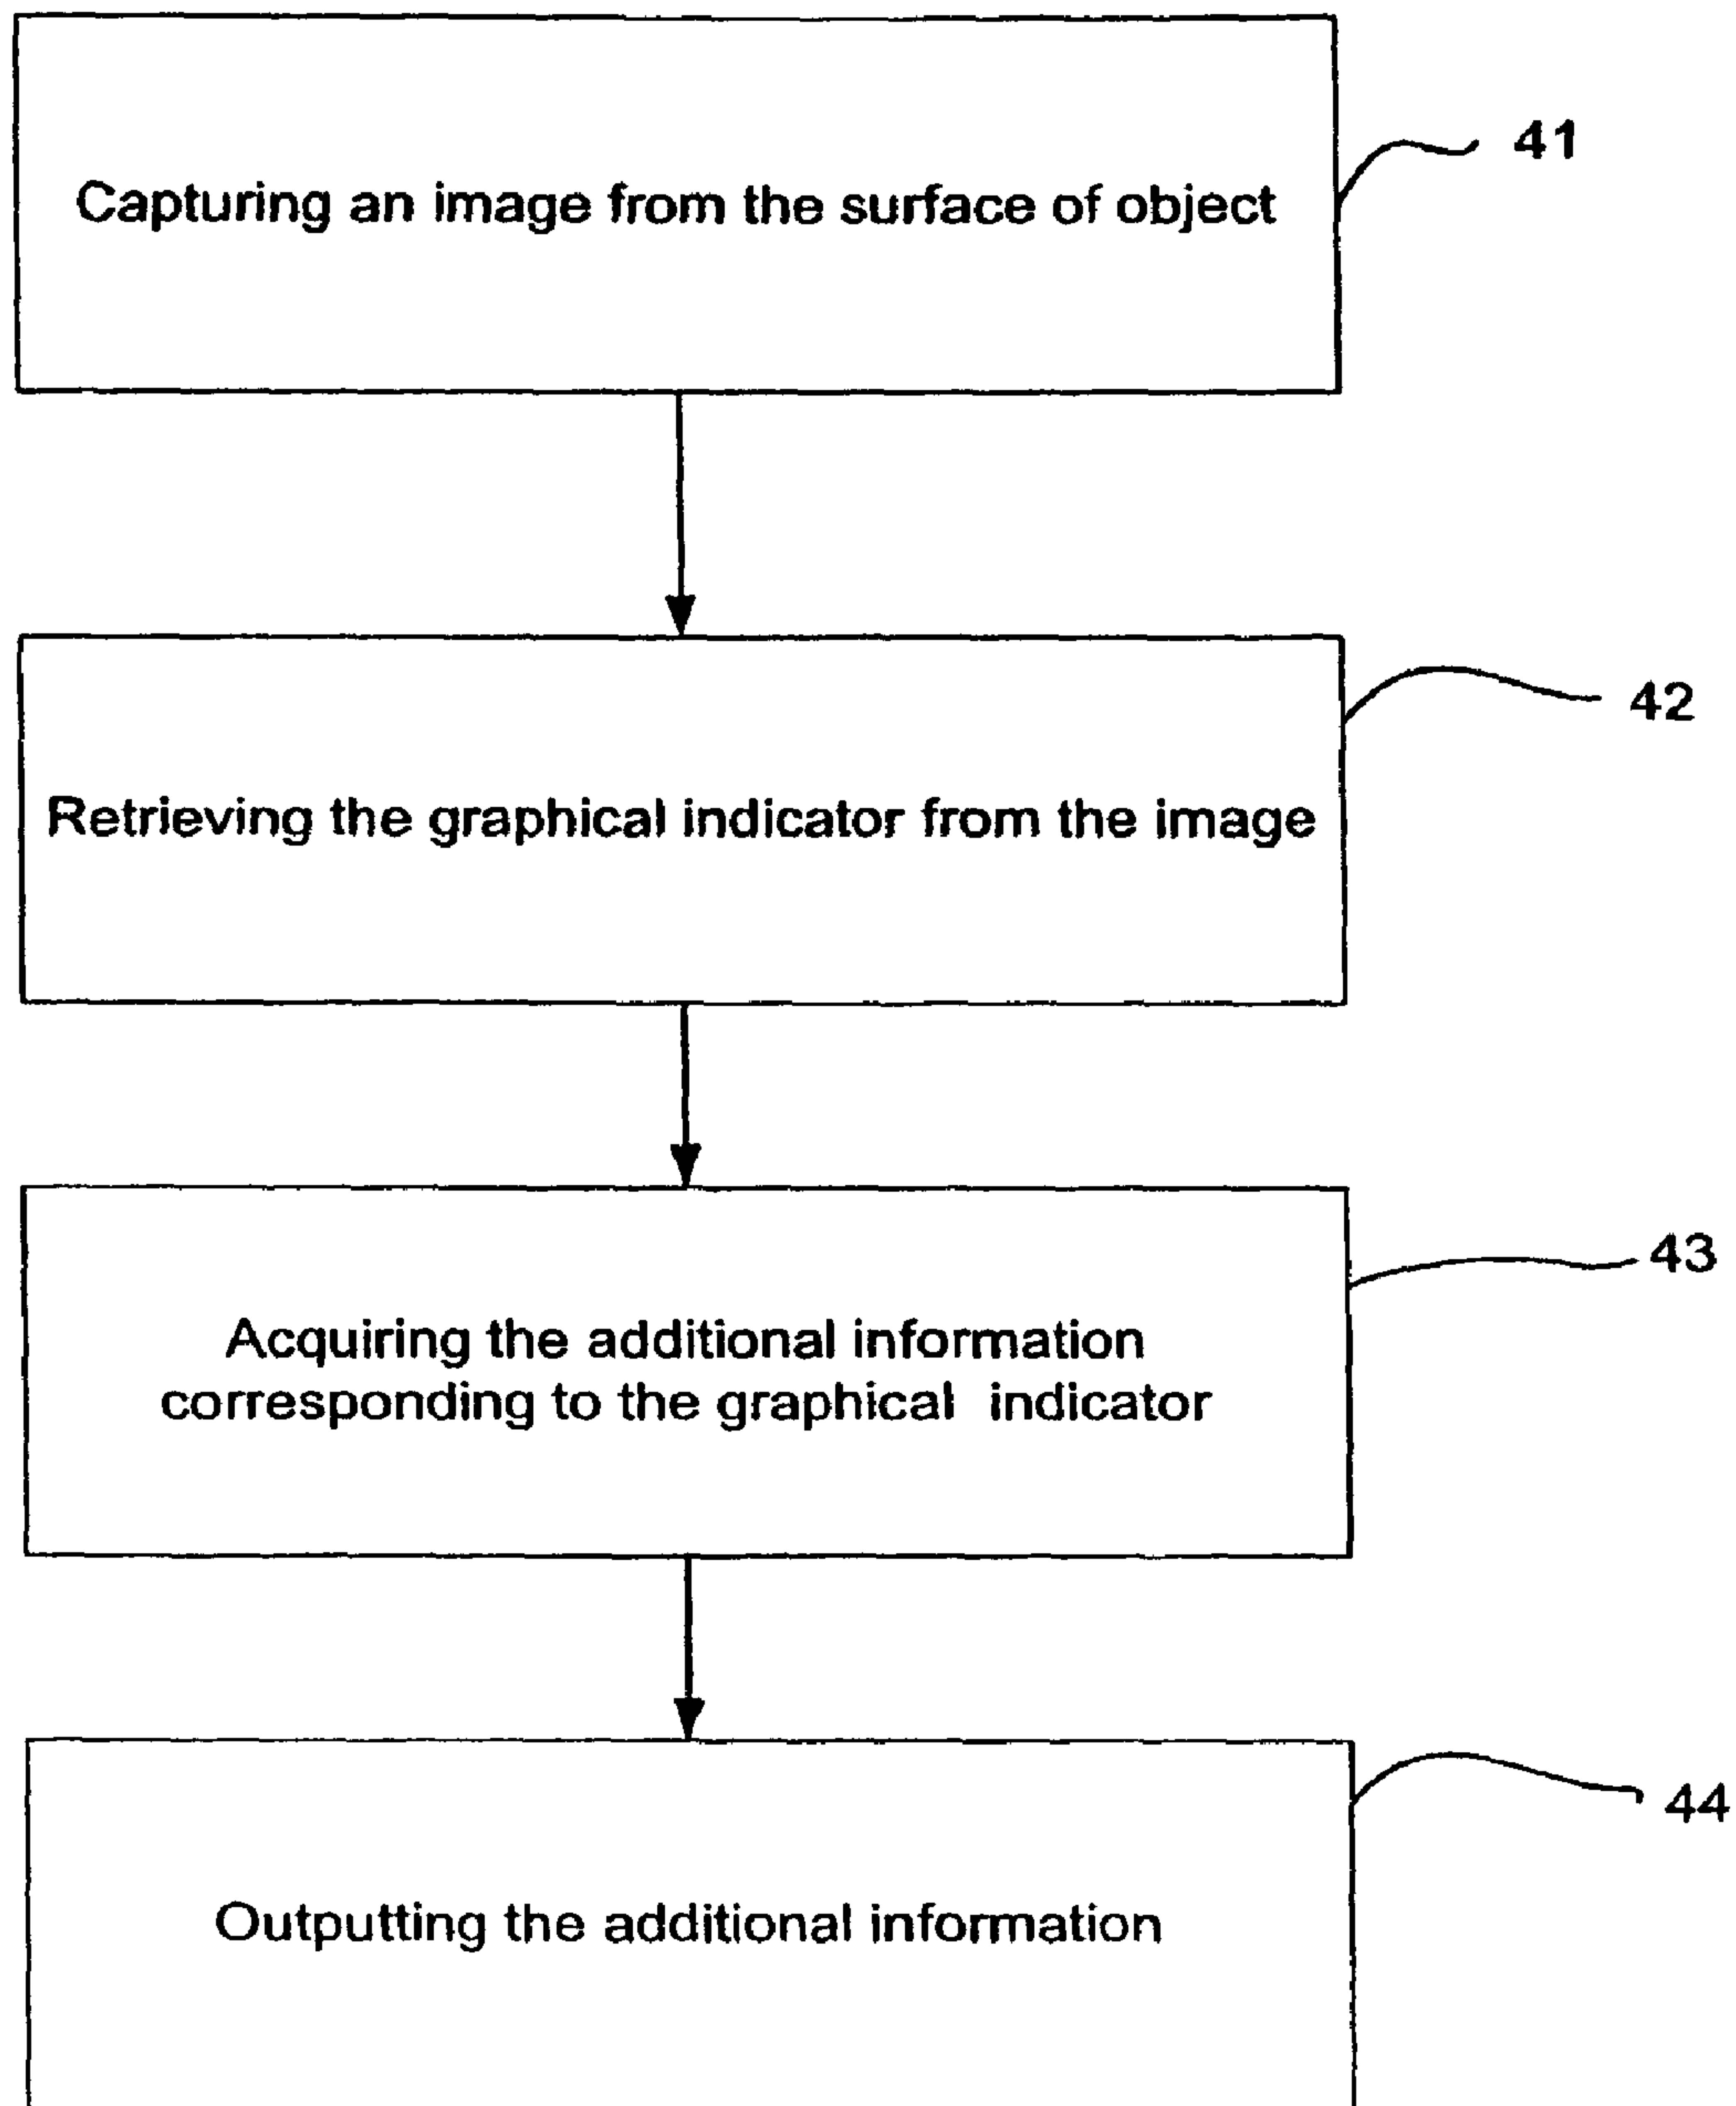 Capturing an image from the surface of object
41
Retrieving the graphical indicator from the image
42
Acquiring the additional information
corresponding to the graphical indicator
43
Outputting the additional information
44